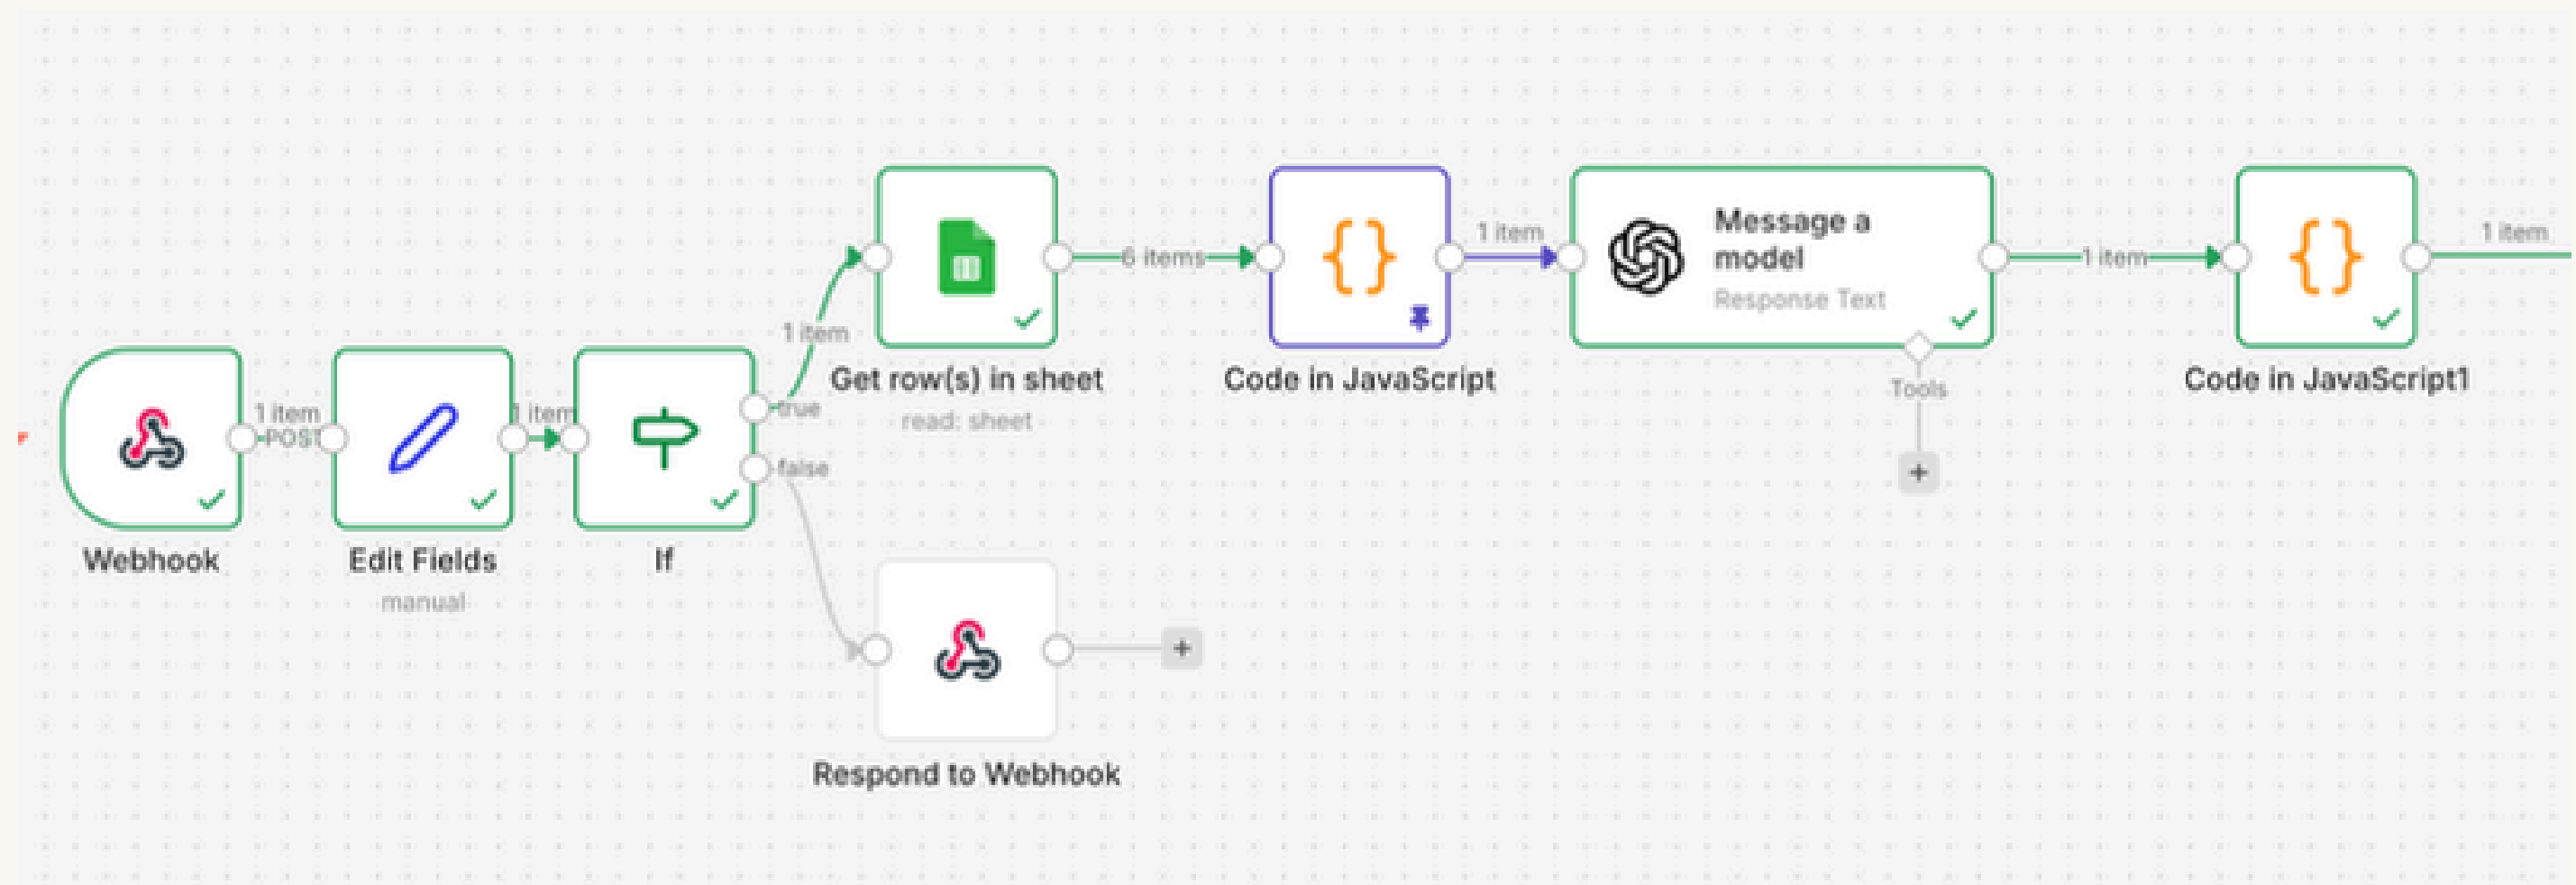 1 item
1 item
6 items
1 item
Message a
model
Response Text
1 item
1 item
Get row(s) in sheet
read: sheet
Code in JavaScript
Tools
Code in JavaScript1
1 item
POST
true
false
Webhook
Edit Fields
manual
If
Respond to Webhook